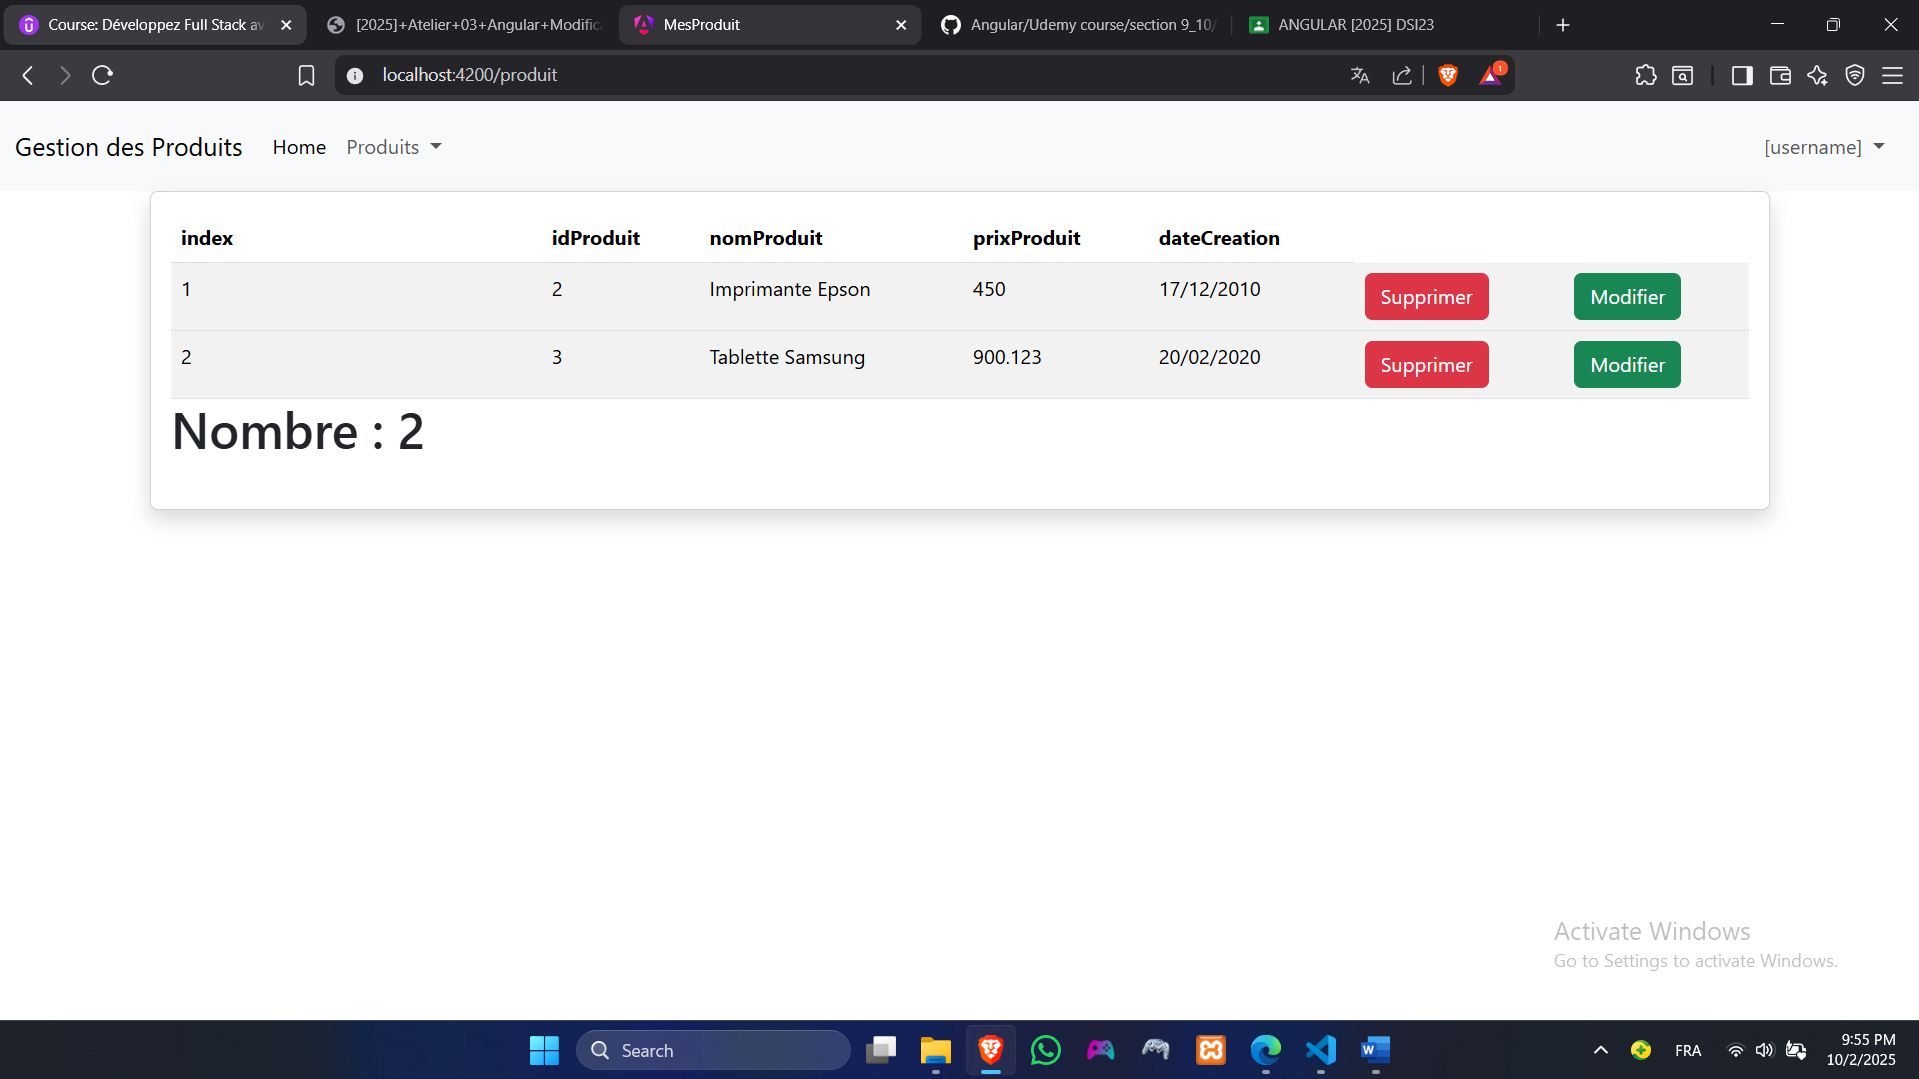 Course: Développez Full Stack av
[2025]+Atelier+03+Angular+Modific
MesProduit
Angular/Udemy course/section 9_10/
ANGULAR [2025] DSI23
localhost:4200/produit
1
Gestion des Produits
Home
Produits
[username]
index idProduit nomProduit prixProduit dateCreation
1 2 Imprimante Epson 450 17/12/2010 Supprimer Modifier
2 3 Tablette Samsung 900.123 20/02/2020 Supprimer Modifier
Nombre : 2
Activate Windows
Go to Settings to activate Windows.
Search
FRA
9:55 PM
10/2/2025